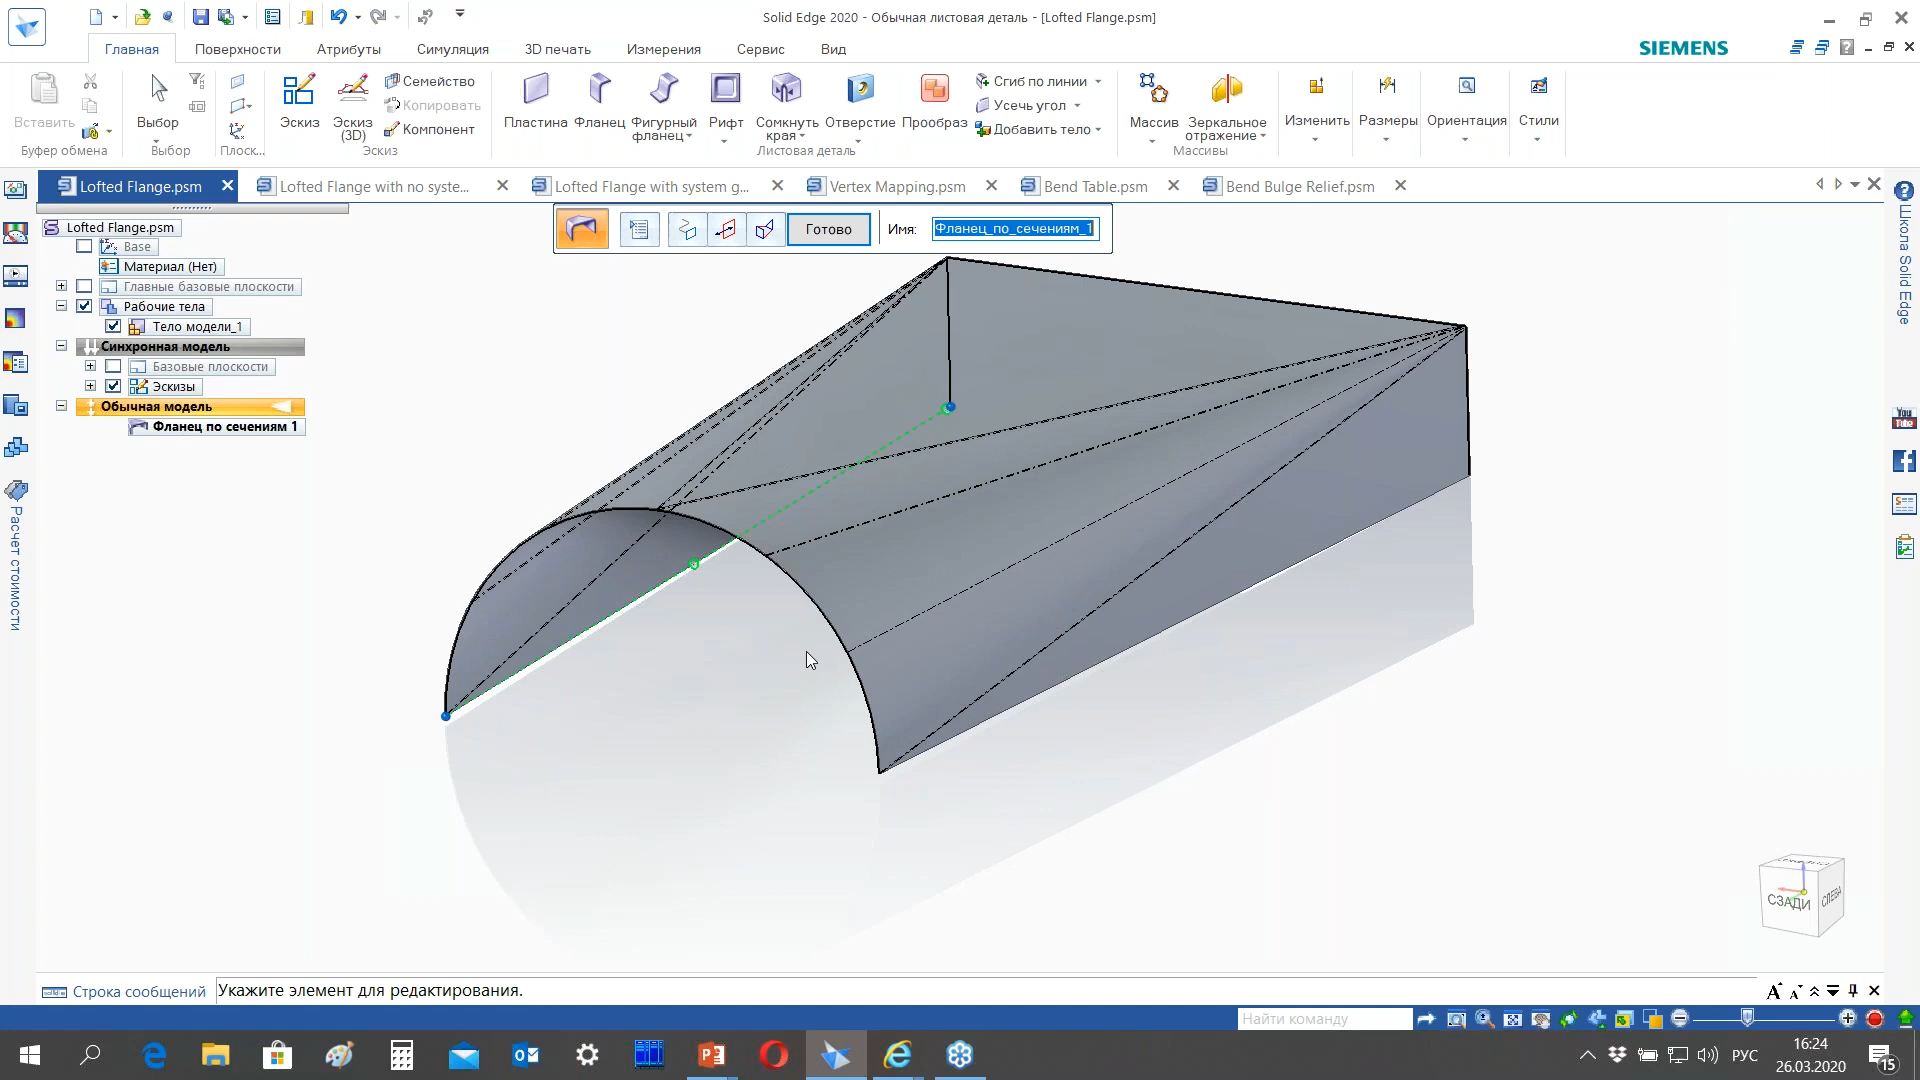 Solid Edge 2020 - Обычная листовая деталь - [Lofted Flange.psm]
Главная Поверхности Атрибуты Симуляция 3D печать Измерения Сервис Вид
SIEMENS
Вставить
Буфер обмена
Выбор
Выбор
Плоск...
Эскиз
Эскиз (3D)
Семейство
Копировать
Компонент
Эскиз
Пластина
Фланец
Фигурный фланец
Рифт
Сомкнуть края
Отверстие
Прообраз
Сгиб по линии
Усечь угол
Добавить тело
Листовая деталь
Массив
Зеркальное отражение
Массивы
Изменить
Размеры
Ориентация
Стили
Lofted Flange.psm
Lofted Flange with no syste...
Lofted Flange with system g...
Vertex Mapping.psm
Bend Table.psm
Bend Bulge Relief.psm
Готово
Имя:
Фланец_по_сечениям_1
Lofted Flange.psm
Base
Материал (Нет)
Главные базовые плоскости
Рабочие тела
Тело модели_1
Синхронная модель
Базовые плоскости
Эскизы
Обычная модель
Фланец по сечениям 1
Расчет стоимости
Школа Solid Edge
You
Tube
СЗАДИ
СЛЕВА
Строка сообщений
Укажите элемент для редактирования.
Найти команду
РУС
16:24
26.03.2020
15